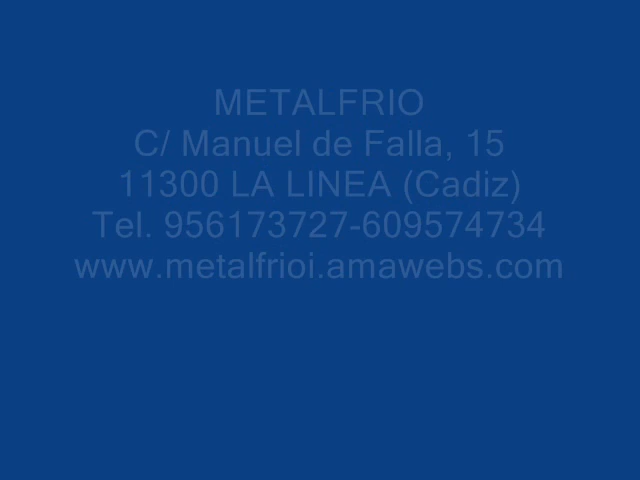 METALFRIO
C/ Manuel de Falla, 15
11300 LA LINEA (Cadiz)
Tel. 956173727-609574734
www.metalfrioi.amawebs.com